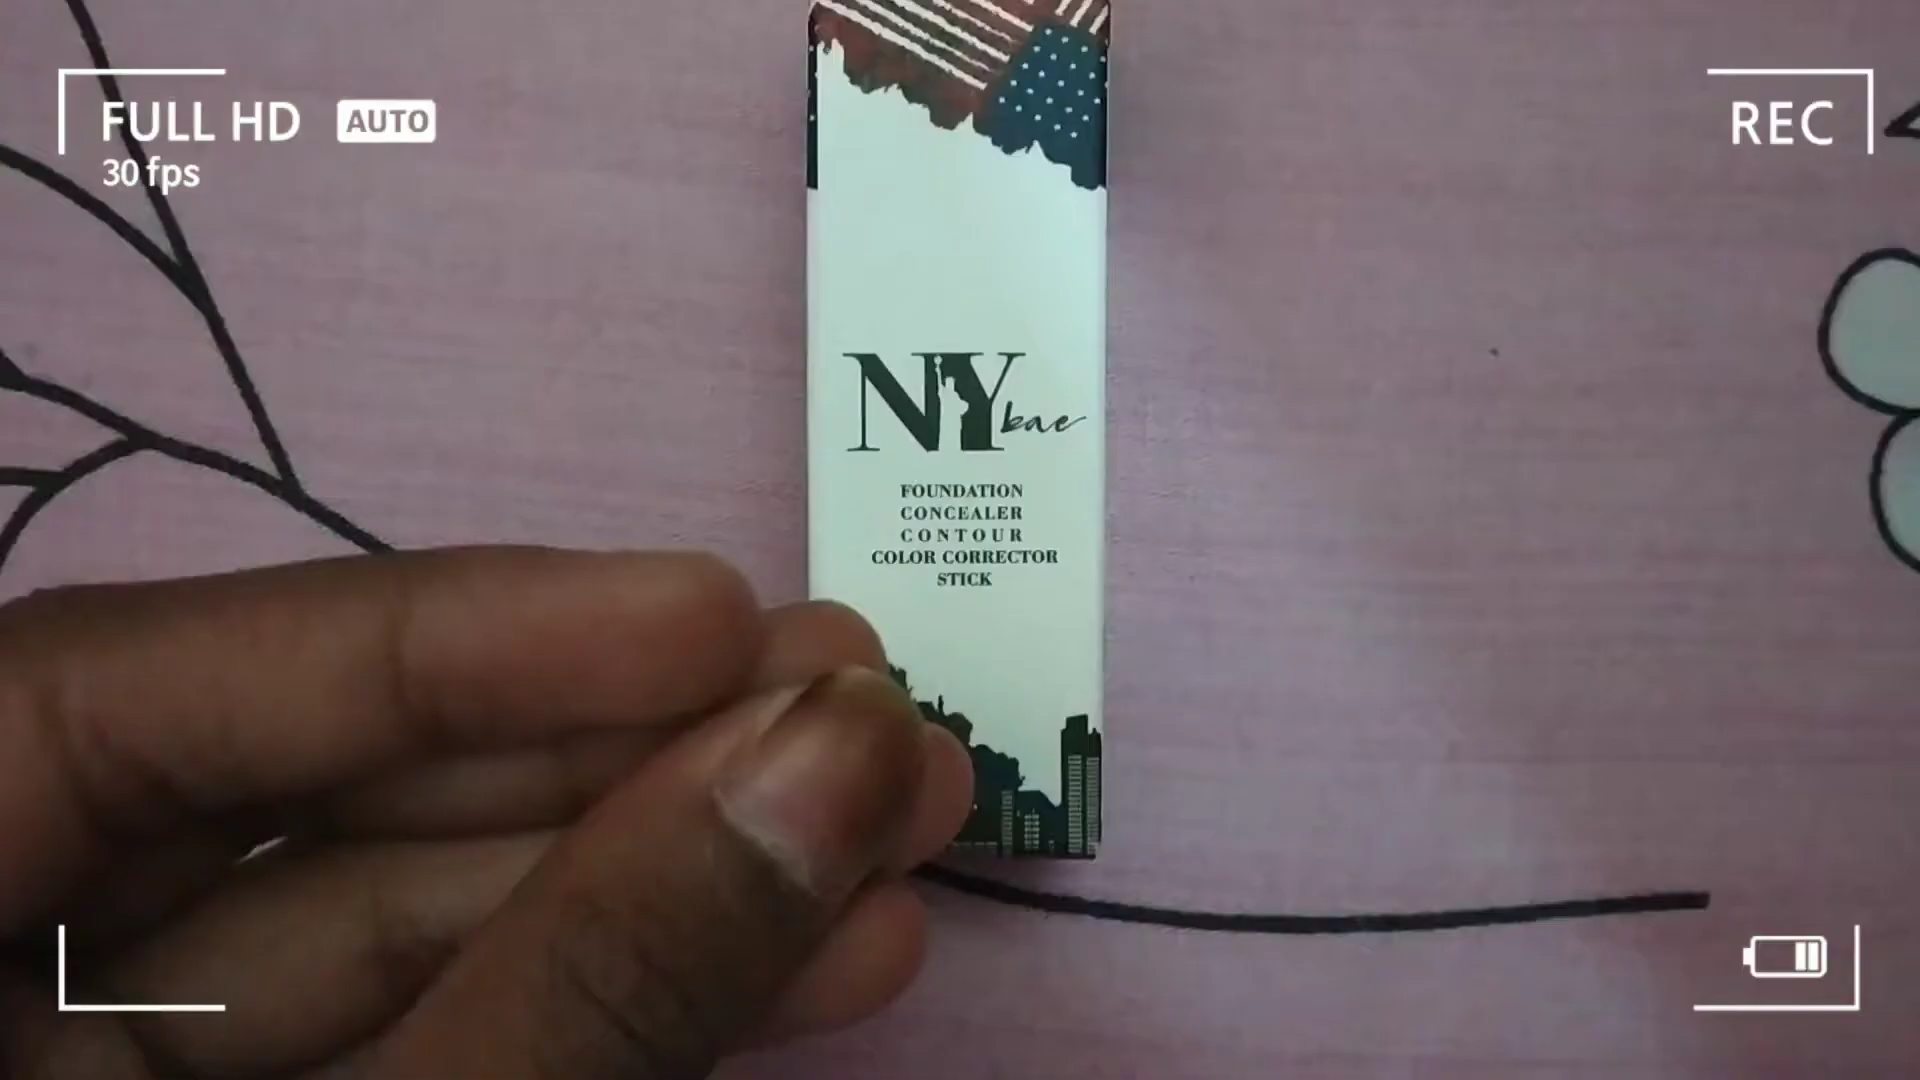 FULL HD AUTO
30 fps
REC
NY bae
FOUNDATION
CONCEALER
CONTOUR
COLOR CORRECTOR
STICK